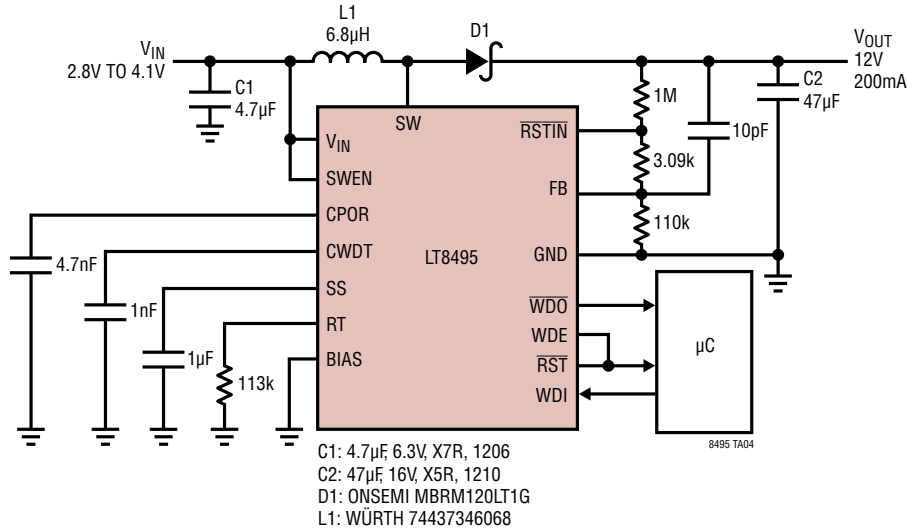 L1
6.8µH
D1
VIN
2.8V TO 4.1V
VOUT
12V
200mA
C1
4.7µF
C2
47µF
1M
10pF
3.09k
110k
SW
VIN
SWEN
CPOR
CWDT
SS
RT
BIAS
LT8495
RSTIN
FB
GND
WDO
WDE
RST
WDI
4.7nF
1nF
1µF
113k
µC
8495 TA04
C1: 4.7µF, 6.3V, X7R, 1206
C2: 47µF, 16V, X5R, 1210
D1: ONSEMI MBRM120LT1G
L1: WÜRTH 74437346068